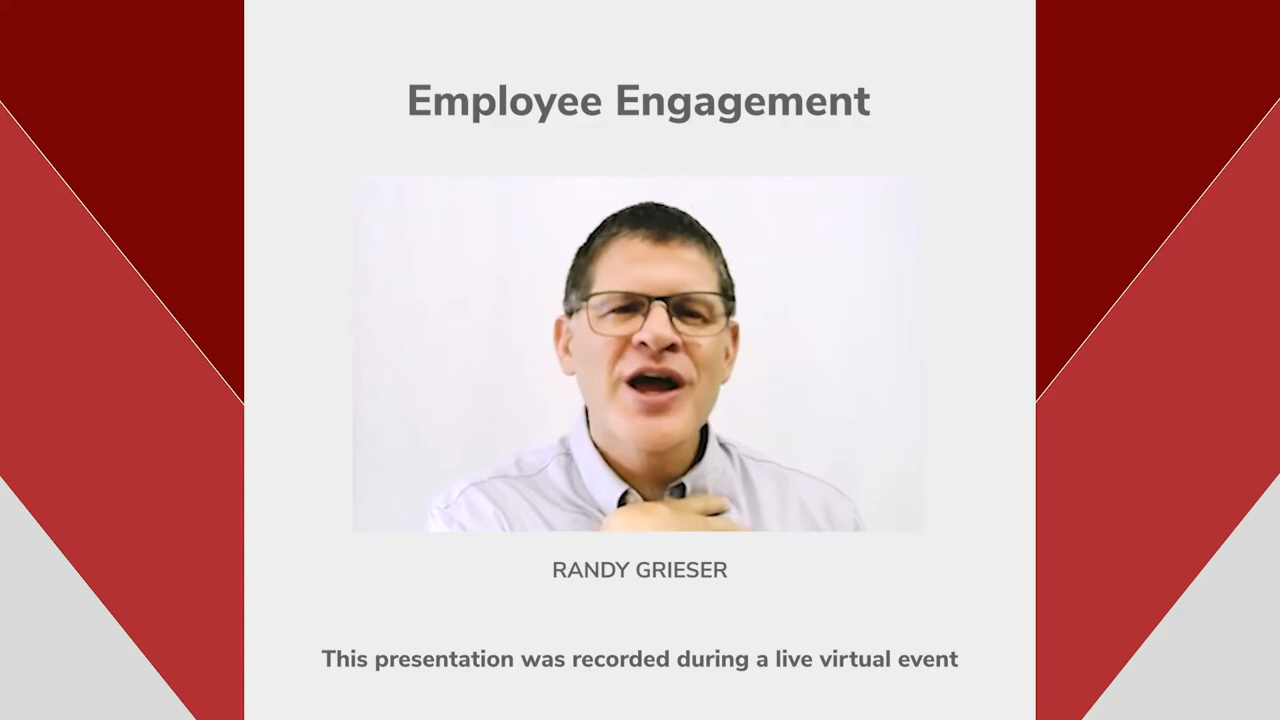 Employee Engagement
RANDY GRIESER
This presentation was recorded during a live virtual event